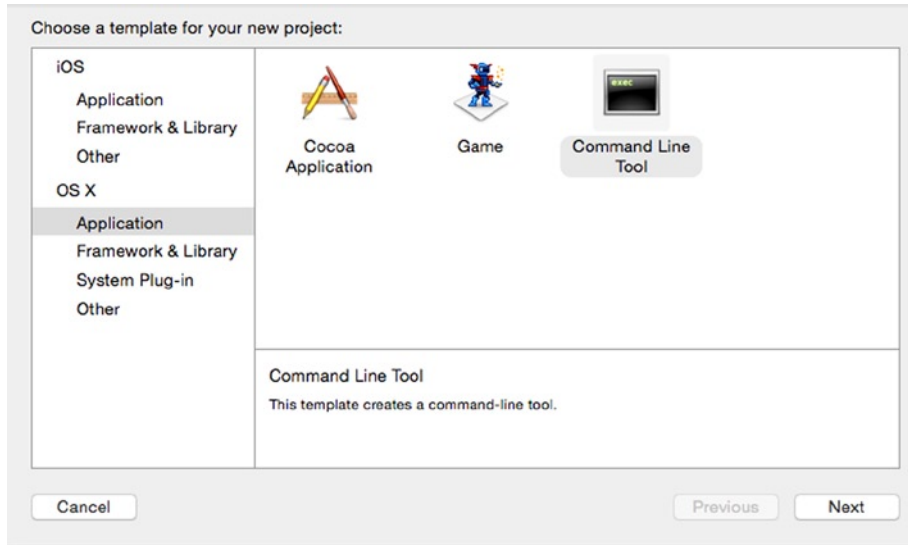 Choose a template for your new project:
iOS
Application
Framework & Library
Other
OS X
Application
Framework & Library
System Plug-in
Other
Cocoa
Application
Game
exec
Command Line
Tool
Command Line Tool
This template creates a command-line tool.
Cancel
Previous
Next